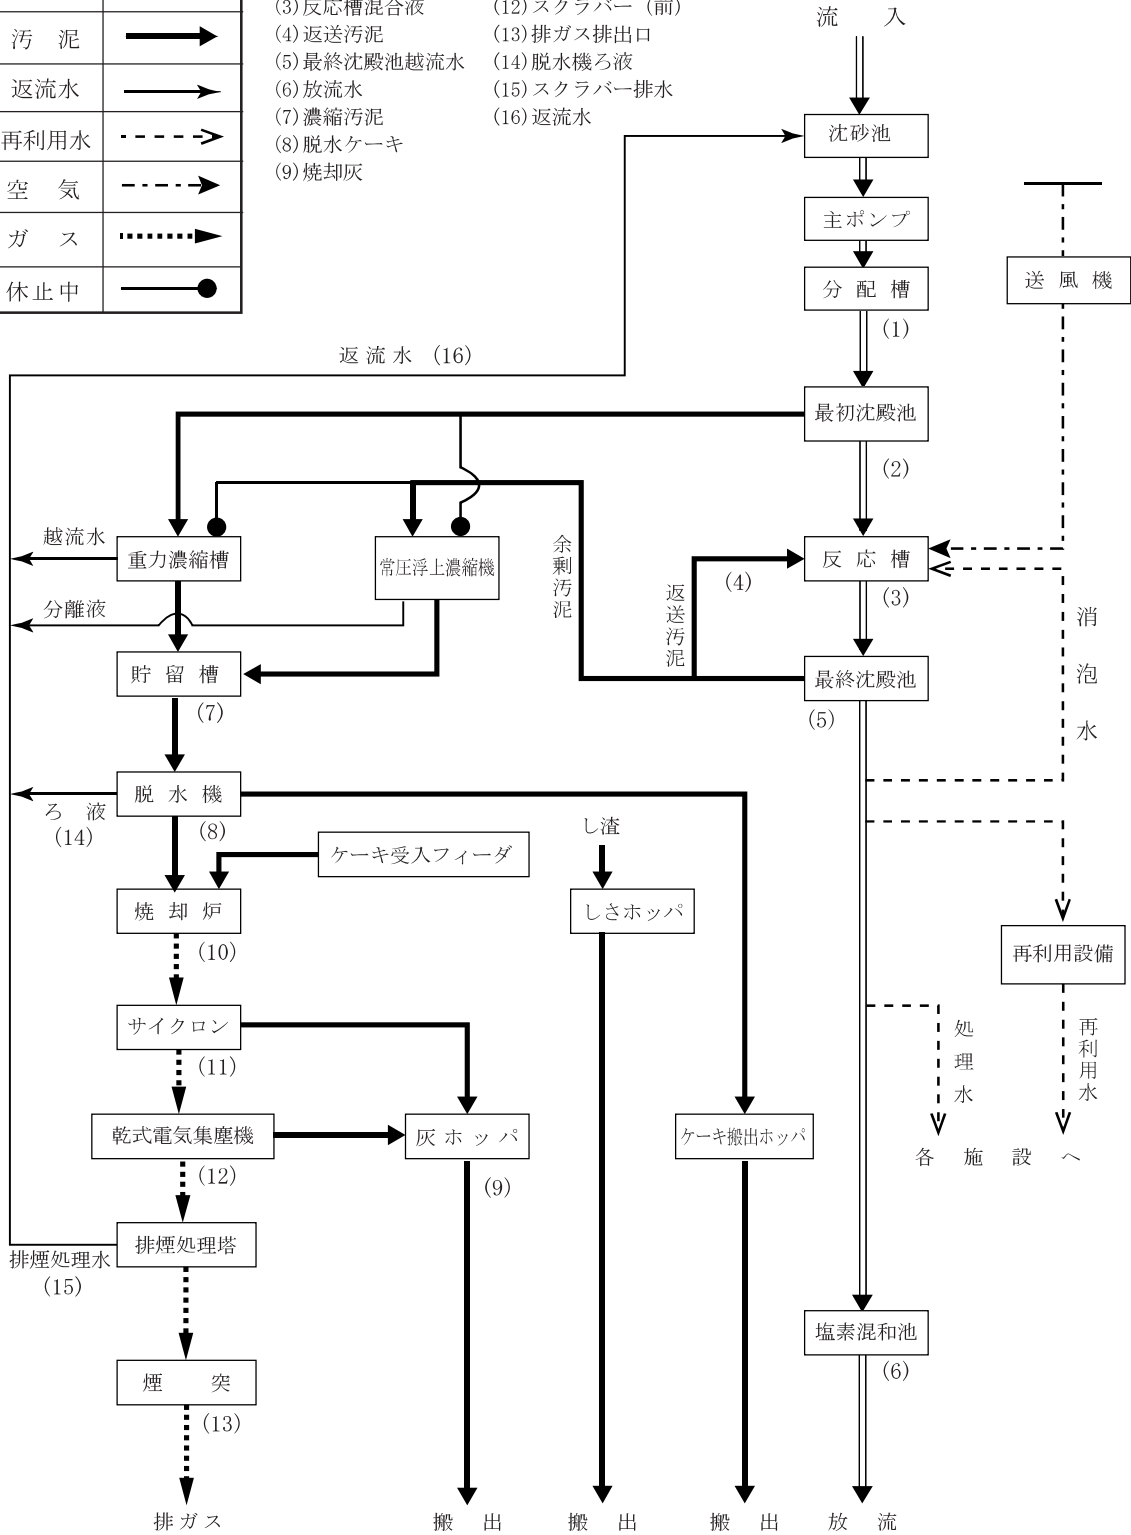 汚泥
返流水
再利用水
空気
ガス
休止中
(3)反応槽混合液
(4)返送汚泥
(5)最終沈殿池越流水
(6)放流水
(7)濃縮汚泥
(8)脱水ケーキ
(9)焼却灰
(12)スクラバー(前)
(13)排ガス排出口
(14)脱水機ろ液
(15)スクラバー排水
(16)返流水
流入
沈砂池
主ポンプ
分配槽
(1)
送風機
返流水 (16)
最初沈殿池
(2)
越流水
重力濃縮槽
常圧浮上濃縮機
余剰汚泥
返送汚泥
(4)
反応槽
(3)
分離液
消泡水
貯留槽
(7)
最終沈殿池
(5)
脱水機
(8)
ろ液
(14)
し渣
ケーキ受入フィーダ
焼却炉
(10)
しさホッパ
再利用設備
サイクロン
(11)
処理水
再利用水
乾式電気集塵機
(12)
灰ホッパ
(9)
ケーキ搬出ホッパ
各施設へ
排煙処理塔
排煙処理水
(15)
塩素混和池
(6)
煙突
(13)
排ガス
搬出
搬出
搬出
放流